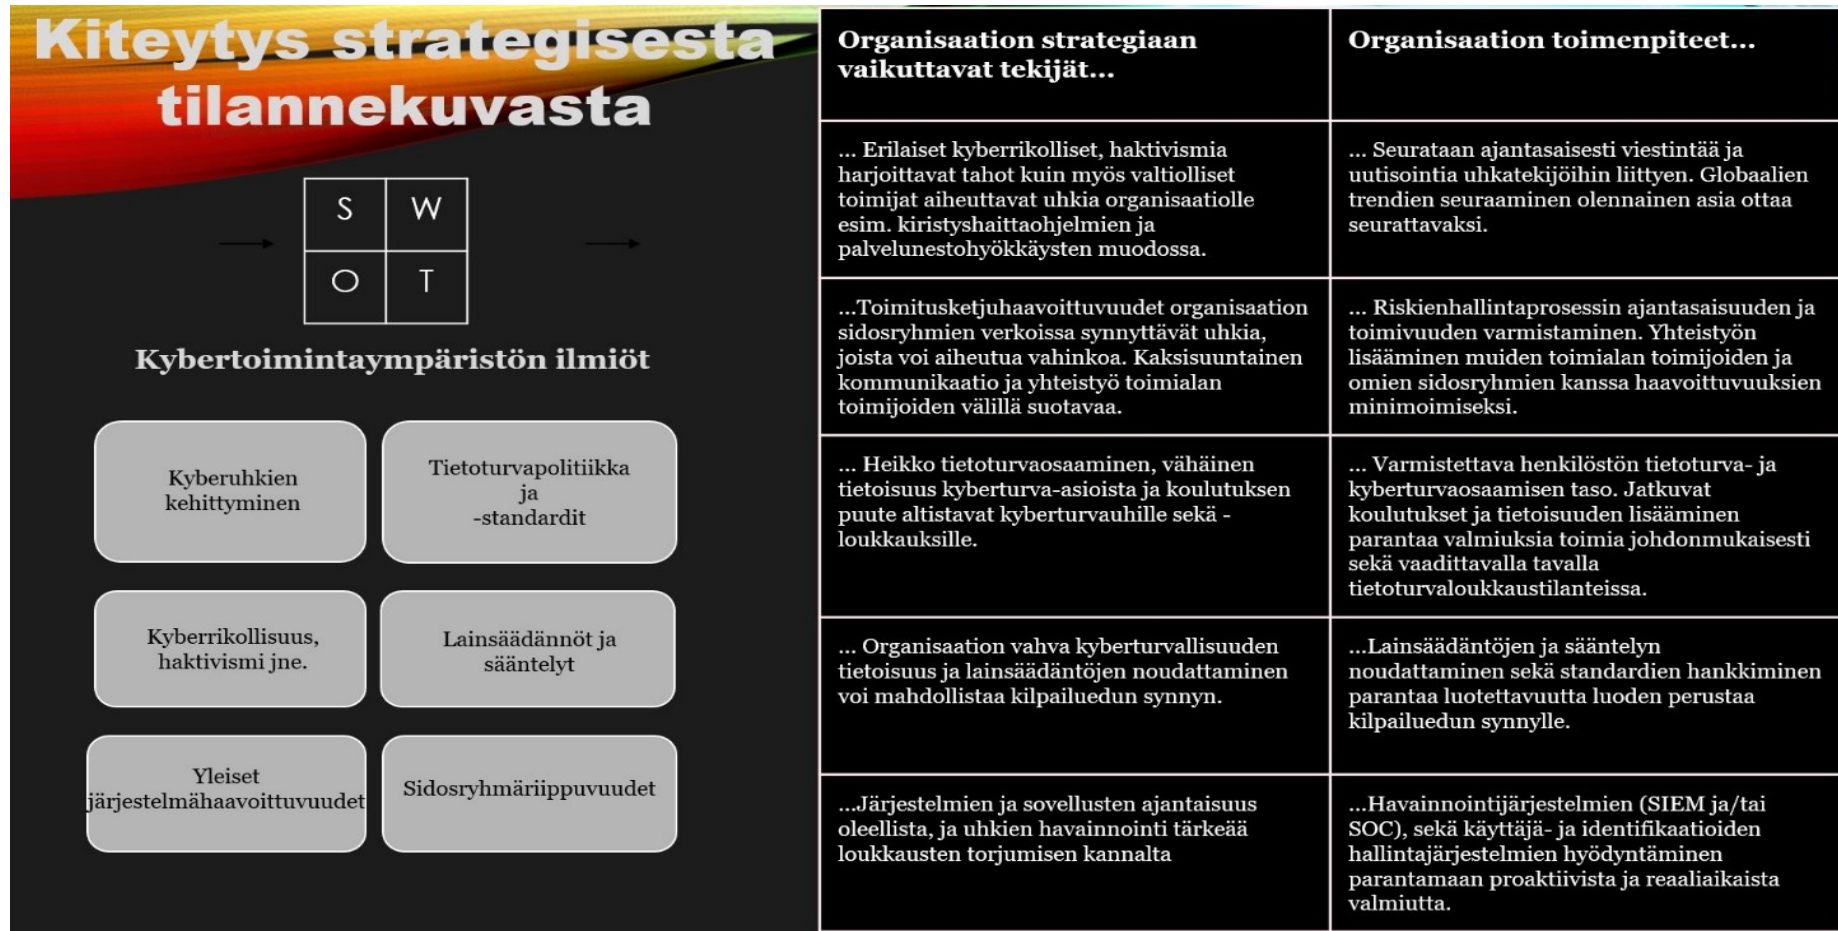 Kiteytys strategisesta
tilannekuvasta
S W
O T
Kybertoimintaympäristön ilmiöt
Kyberuhkien
kehittyminen
Tietoturvapolitiikka
ja
-standardit
Kyberrikollisuus,
haktivismi jne.
Lainsäädännöt ja
sääntelyt
Yleiset
järjestelmähaavoittuvuudet
Sidosryhmäriippuvuudet
Organisaation strategiaan
vaikuttavat tekijät...
Organisaation toimenpiteet...
... Erilaiset kyberrikolliset, haktivismia
harjoittavat tahot kuin myös valtiolliset
toimijat aiheuttavat uhkia organisaatiolle
esim. kiristyshaittaohjelmien ja
palvelunestohyökkäysten muodossa.
... Seurataan ajantasaisesti viestintää ja
uutisointia uhkatekijöihin liittyen. Globaalien
trendien seuraaminen olennainen asia ottaa
seurattavaksi.
...Toimitusketjuhaavoittuvuudet organisaation
sidosryhmien verkoissa synnyttävät uhkia,
joista voi aiheutua vahinkoa. Kaksisuuntainen
kommunikaatio ja yhteistyö toimialan
toimijoiden välillä suotavaa.
... Riskienhallintaprosessin ajantasaisuuden ja
toimivuuden varmistaminen. Yhteistyön
lisääminen muiden toimialan toimijoiden ja
omien sidosryhmien kanssa haavoittuvuuksien
minimoimiseksi.
... Heikko tietoturvaosaaminen, vähäinen
tietoisuus kyberturva-asioista ja koulutuksen
puute altistavat kyberturvauhille sekä -
loukkauksille.
... Varmistettava henkilöstön tietoturva- ja
kyberturvaosaamisen taso. Jatkuvat
koulutukset ja tietoisuuden lisääminen
parantaa valmiuksia toimia johdonmukaisesti
sekä vaadittavalla tavalla
tietoturvaloukkaustilanteissa.
... Organisaation vahva kyberturvallisuuden
tietoisuus ja lainsäädäntöjen noudattaminen
voi mahdollistaa kilpailuedun synnyn.
...Lainsäädäntöjen ja sääntelyn
noudattaminen sekä standardien hankkiminen
parantaa luotettavuutta luoden perustaa
kilpailuedun synnylle.
...Järjestelmien ja sovellusten ajantaisuus
oleellista, ja uhkien havainnointi tärkeää
loukkausten torjumisen kannalta
...Havainnointijärjestelmien (SIEM ja/tai
SOC), sekä käyttäjä- ja identifikaatioiden
hallintajärjestelmien hyödyntäminen
parantamaan proaktiivista ja reaaliaikaista
valmiutta.